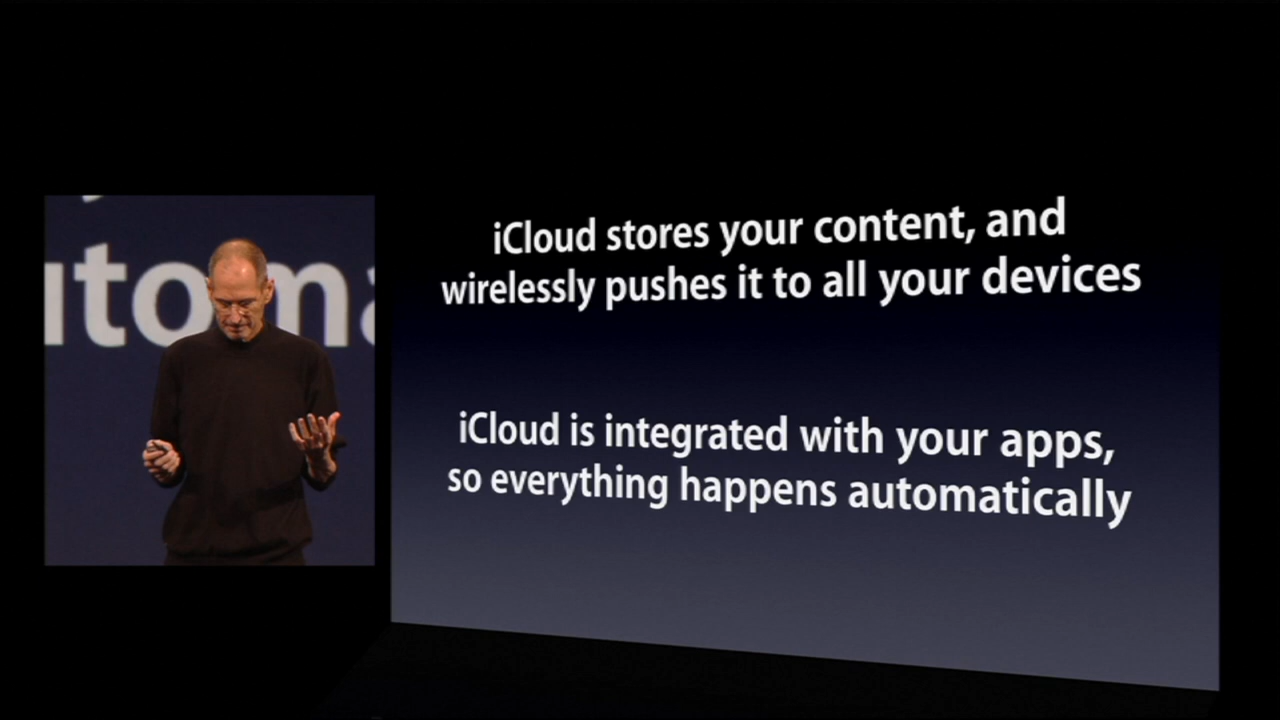 utoma
iCloud stores your content, and
wirelessly pushes it to all your devices
iCloud is integrated with your apps,
so everything happens automatically